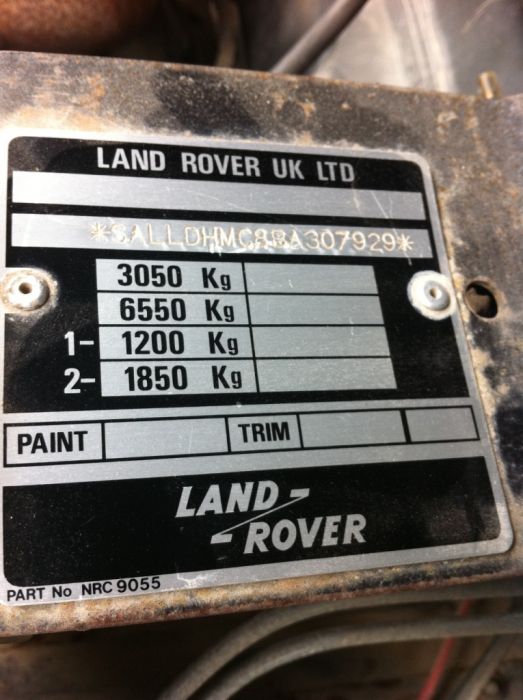 LAND ROVER UK LTD
*SALLDHMC8BA307929*
3050 Kg
6550 Kg
1- 1200 Kg
2- 1850 Kg
PAINT TRIM
LAND-
-ROVER
PART No NRC 9055